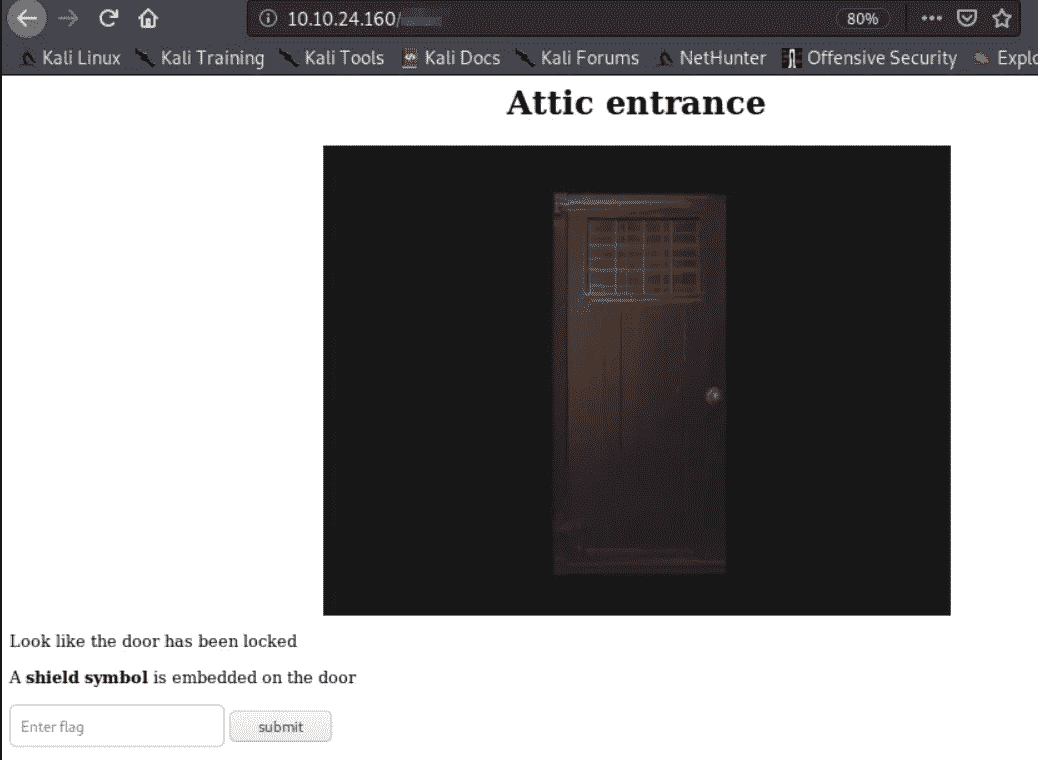 10.10.24.160/
80%
Kali Linux Kali Training Kali Tools Kali Docs Kali Forums NetHunter Offensive Security Explo
Attic entrance
Look like the door has been locked
A shield symbol is embedded on the door
Enter flag submit